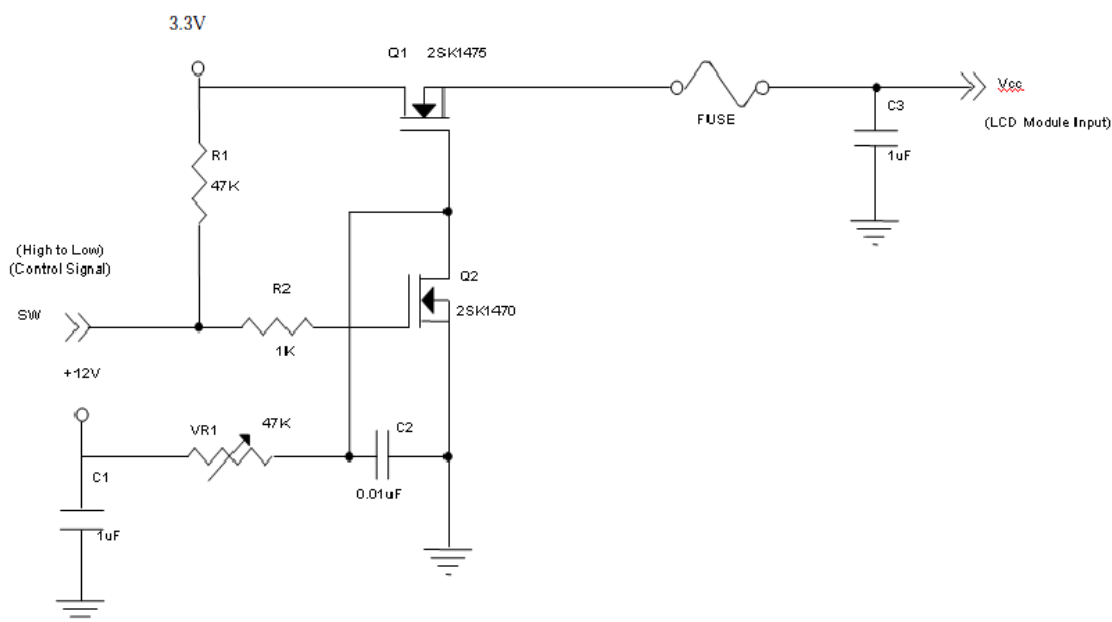 3.3V
Q1 2SK1475
FUSE
Vcc
(LCD Module Input)
C3
1uF
R1
47K
(High to Low)
(Control Signal)
SW
R2
1K
Q2
2SK1470
+12V
VR1
47K
C2
0.01uF
C1
1uF